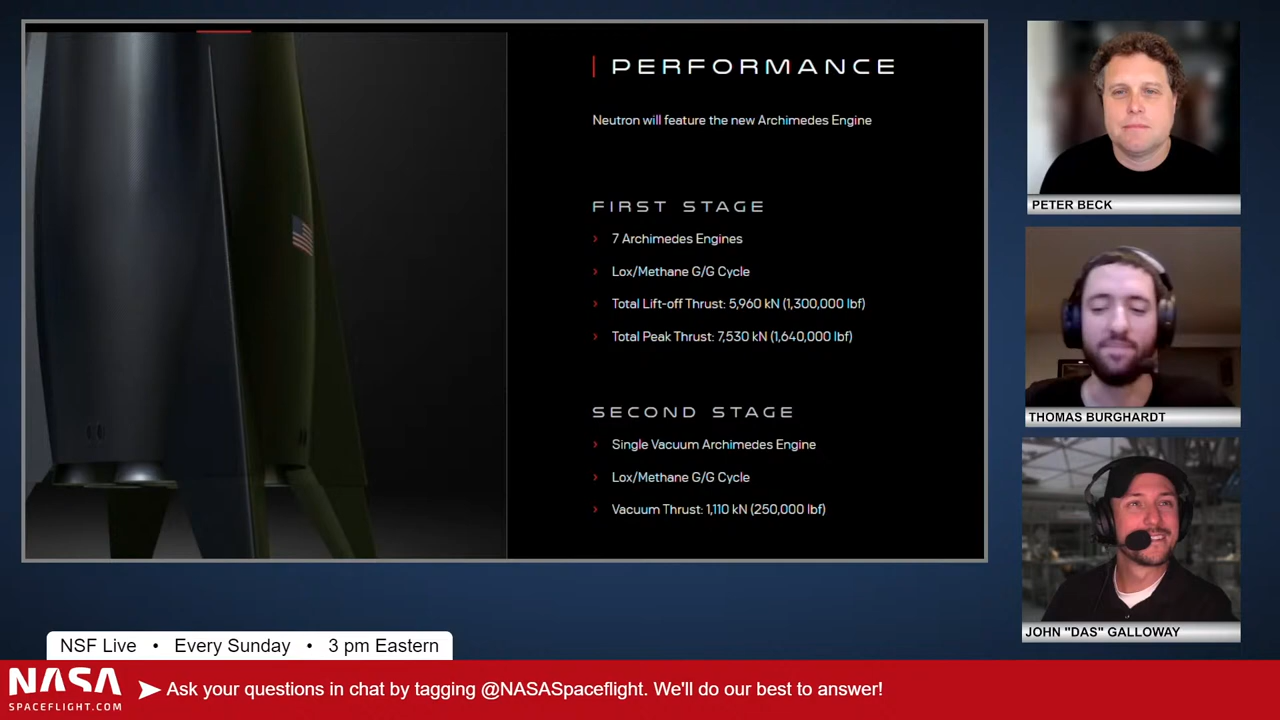 PERFORMANCE
Neutron will feature the new Archimedes Engine
FIRST STAGE
7 Archimedes Engines
Lox/Methane G/G Cycle
Total Lift-off Thrust: 5,960 kN (1,300,000 lbf)
Total Peak Thrust: 7,530 kN (1,640,000 lbf)
SECOND STAGE
Single Vacuum Archimedes Engine
Lox/Methane G/G Cycle
Vacuum Thrust: 1,110 kN (250,000 lbf)
PETER BECK
THOMAS BURGHARDT
JOHN "DAS" GALLOWAY
NSF Live • Every Sunday • 3 pm Eastern
NASA
SPACEFLIGHT.COM
Ask your questions in chat by tagging @NASASpaceflight. We'll do our best to answer!